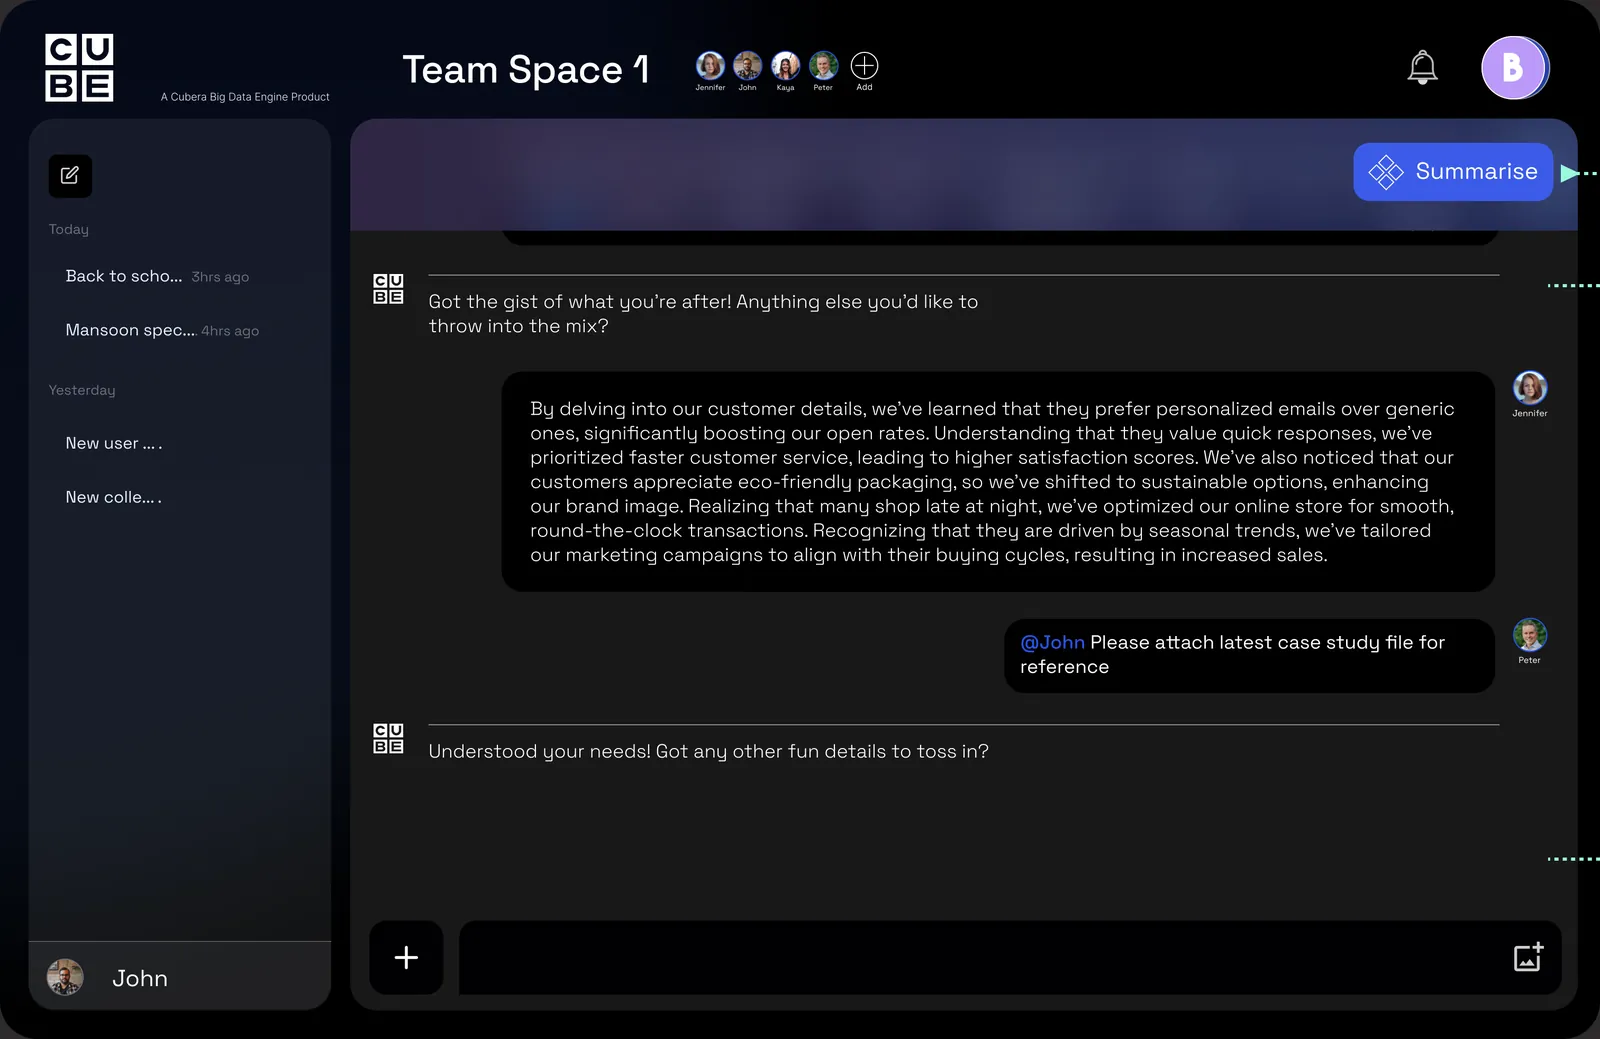 CU
BE
A Cubera Big Data Engine Product
Team Space 1
Jennifer
John
Kaya
Peter
Add
B
Summarise
Today
Back to scho... 3hrs ago
Mansoon spec.... 4hrs ago
Yesterday
New user ... .
New colle... .
John
CU
BE
Got the gist of what you're after! Anything else you'd like to
throw into the mix?
By delving into our customer details, we've learned that they prefer personalized emails over generic
ones, significantly boosting our open rates. Understanding that they value quick responses, we've
prioritized faster customer service, leading to higher satisfaction scores. We've also noticed that our
customers appreciate eco-friendly packaging, so we've shifted to sustainable options, enhancing
our brand image. Realizing that many shop late at night, we've optimized our online store for smooth,
round-the-clock transactions. Recognizing that they are driven by seasonal trends, we've tailored
our marketing campaigns to align with their buying cycles, resulting in increased sales.
Jennifer
@John Please attach latest case study file for
reference
Peter
CU
BE
Understood your needs! Got any other fun details to toss in?